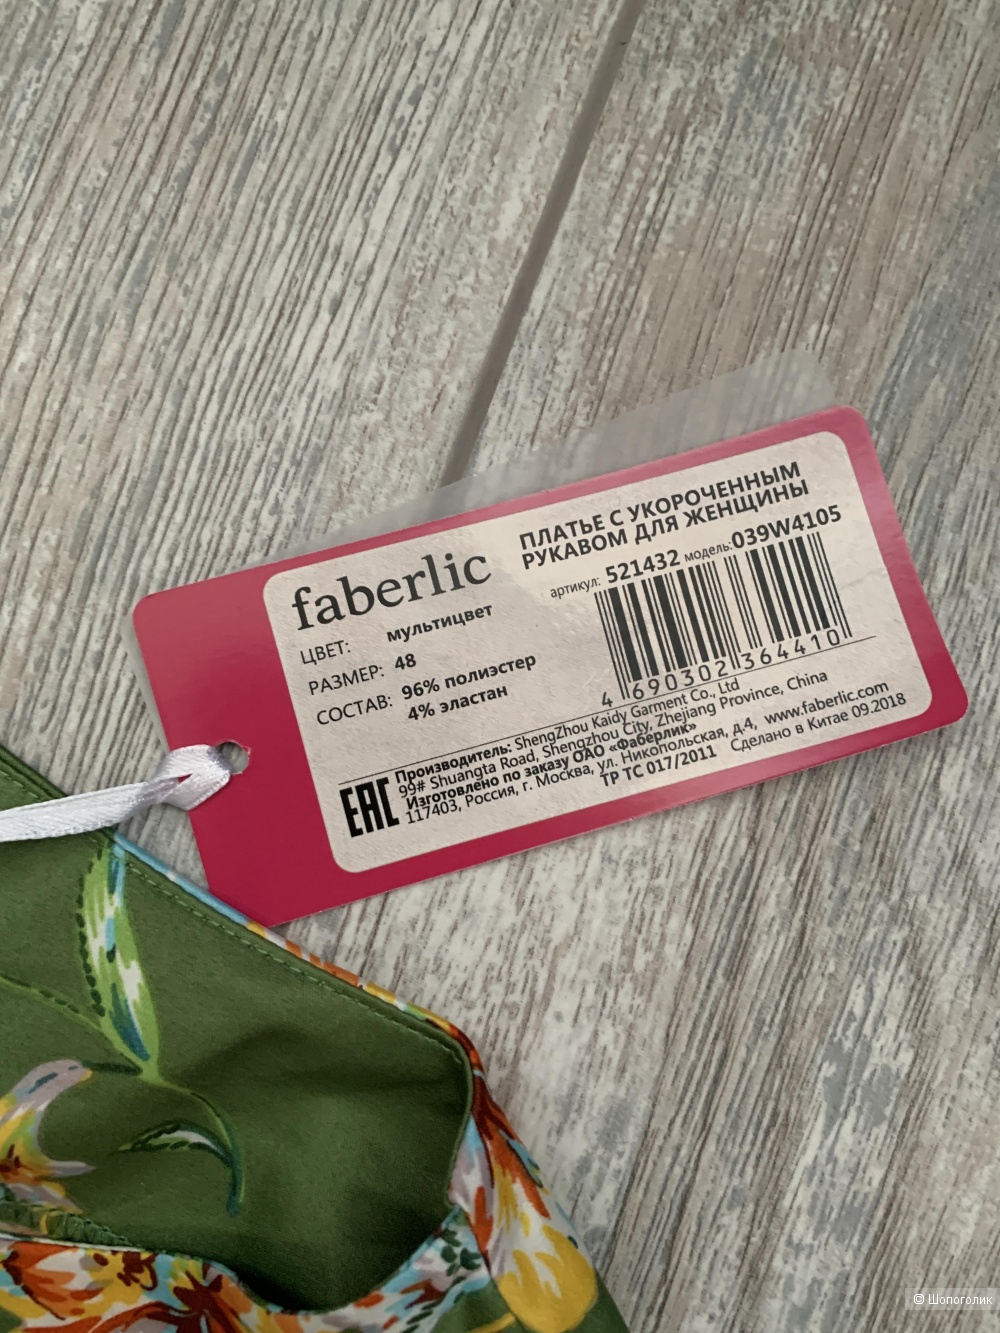 faberlic
ПЛАТЬЕ С УКОРОЧЕННЫМ
РУКАВОМ ДЛЯ ЖЕНЩИНЫ
артикул: 521432 модель:039W4105
ЦВЕТ: мультицвет
РАЗМЕР: 48
СОСТАВ: 96% полиэстер
4% эластан
4 690302 364410
Производитель: ShengZhou Kaidy Garment Co., Ltd
99# Shuangta Road, Shengzhou City, Zhejiang Province, China
Изготовлено по заказу ОАО «Фаберлик»
117403, Россия, г. Москва, ул. Никопольская, д.4, www.faberlic.com
ТР ТС 017/2011 Сделано в Китае 09.2018
EAC
© Шопоголик